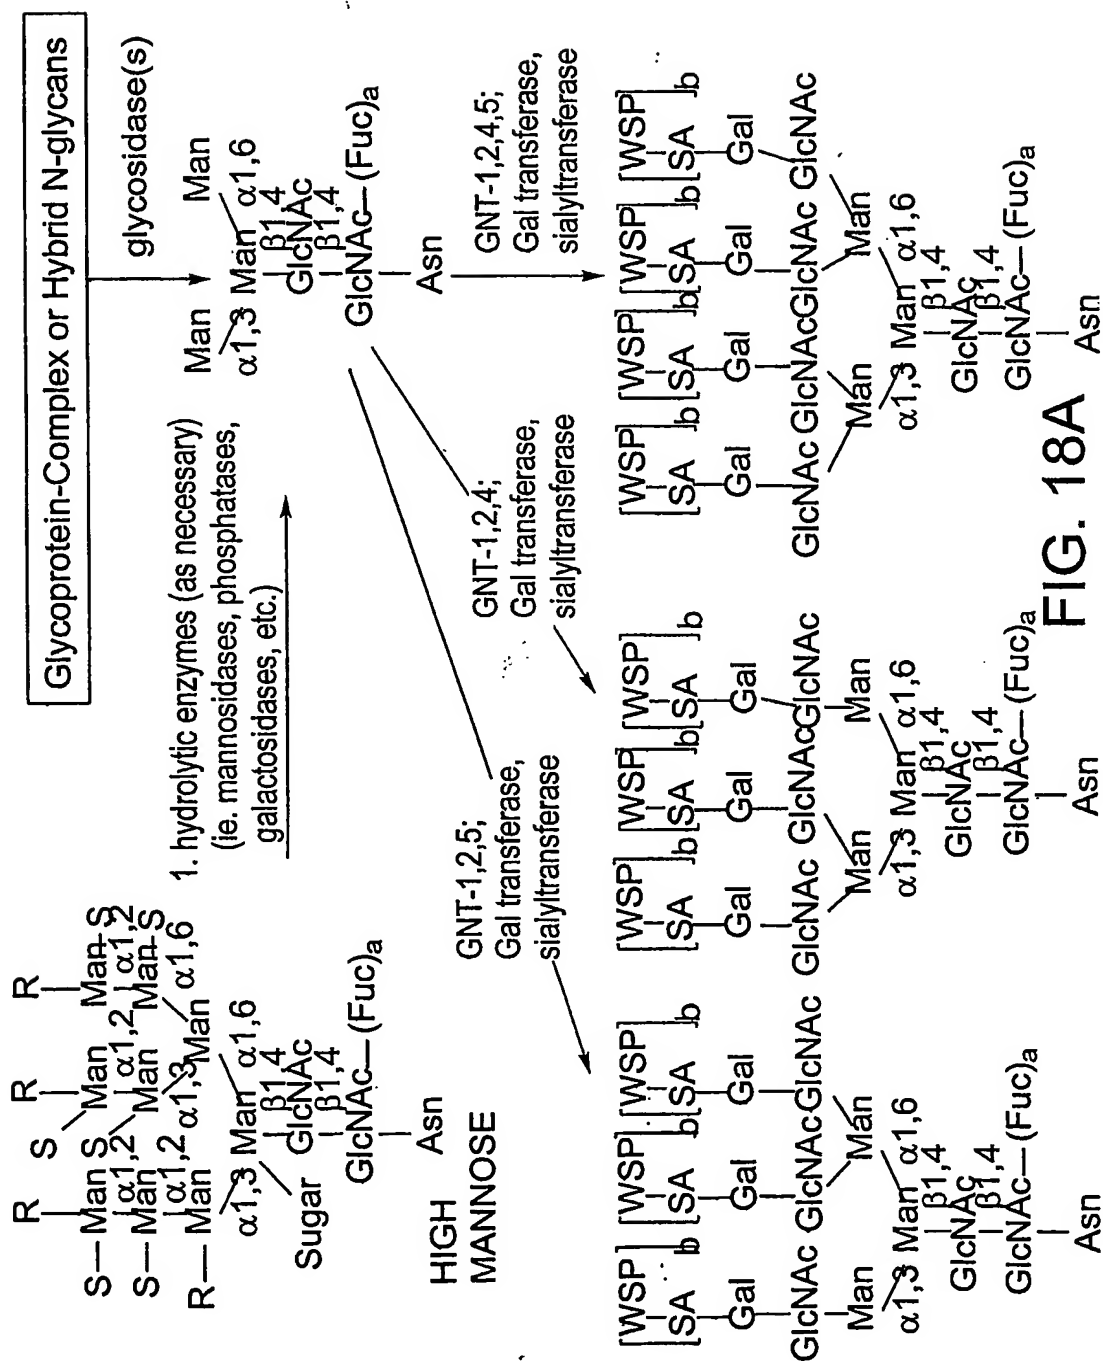 Glycoprotein-Complex or Hybrid N-glycans
glycosidase(s)
R R R
S
S—Man S Man Man-S
α1,2 α1,2 α1,2
S—Man Man Man-S
α1,2 α1,3 α1,6
R—Man Man
α1,3 Man α1,6
β1,4
Sugar GlcNAc
β1,4
GlcNAc—(Fuc)a
Asn
HIGH
MANNOSE
1. hydrolytic enzymes (as necessary)
(ie. mannosidases, phosphatases,
galactosidases, etc.)
Man Man
α1,3 Man α1,6
β1,4
GlcNAc
β1,4
GlcNAc—(Fuc)a
Asn
GNT-1,2,5;
Gal transferase,
sialyltransferase
GNT-1,2,4;
Gal transferase,
sialyltransferase
GNT-1,2,4,5;
Gal transferase,
sialyltransferase
[WSP] [WSP] [WSP]
[SA]b [SA]b [SA]b
Gal Gal Gal
GlcNAc GlcNAc GlcNAc
Man Man
α1,3 Man α1,6
β1,4
GlcNAc
β1,4
GlcNAc—(Fuc)a
Asn
[WSP] [WSP] [WSP]
[SA]b [SA]b [SA]b
Gal Gal Gal
GlcNAc GlcNAc GlcNAc
Man Man
α1,3 Man α1,6
β1,4
GlcNAc
β1,4
GlcNAc—(Fuc)a
Asn
[WSP] [WSP] [WSP] [WSP]
[SA]b [SA]b [SA]b [SA]b
Gal Gal Gal Gal
GlcNAc GlcNAc GlcNAc GlcNAc
Man Man
α1,3 Man α1,6
β1,4
GlcNAc
β1,4
GlcNAc—(Fuc)a
Asn
FIG. 18A